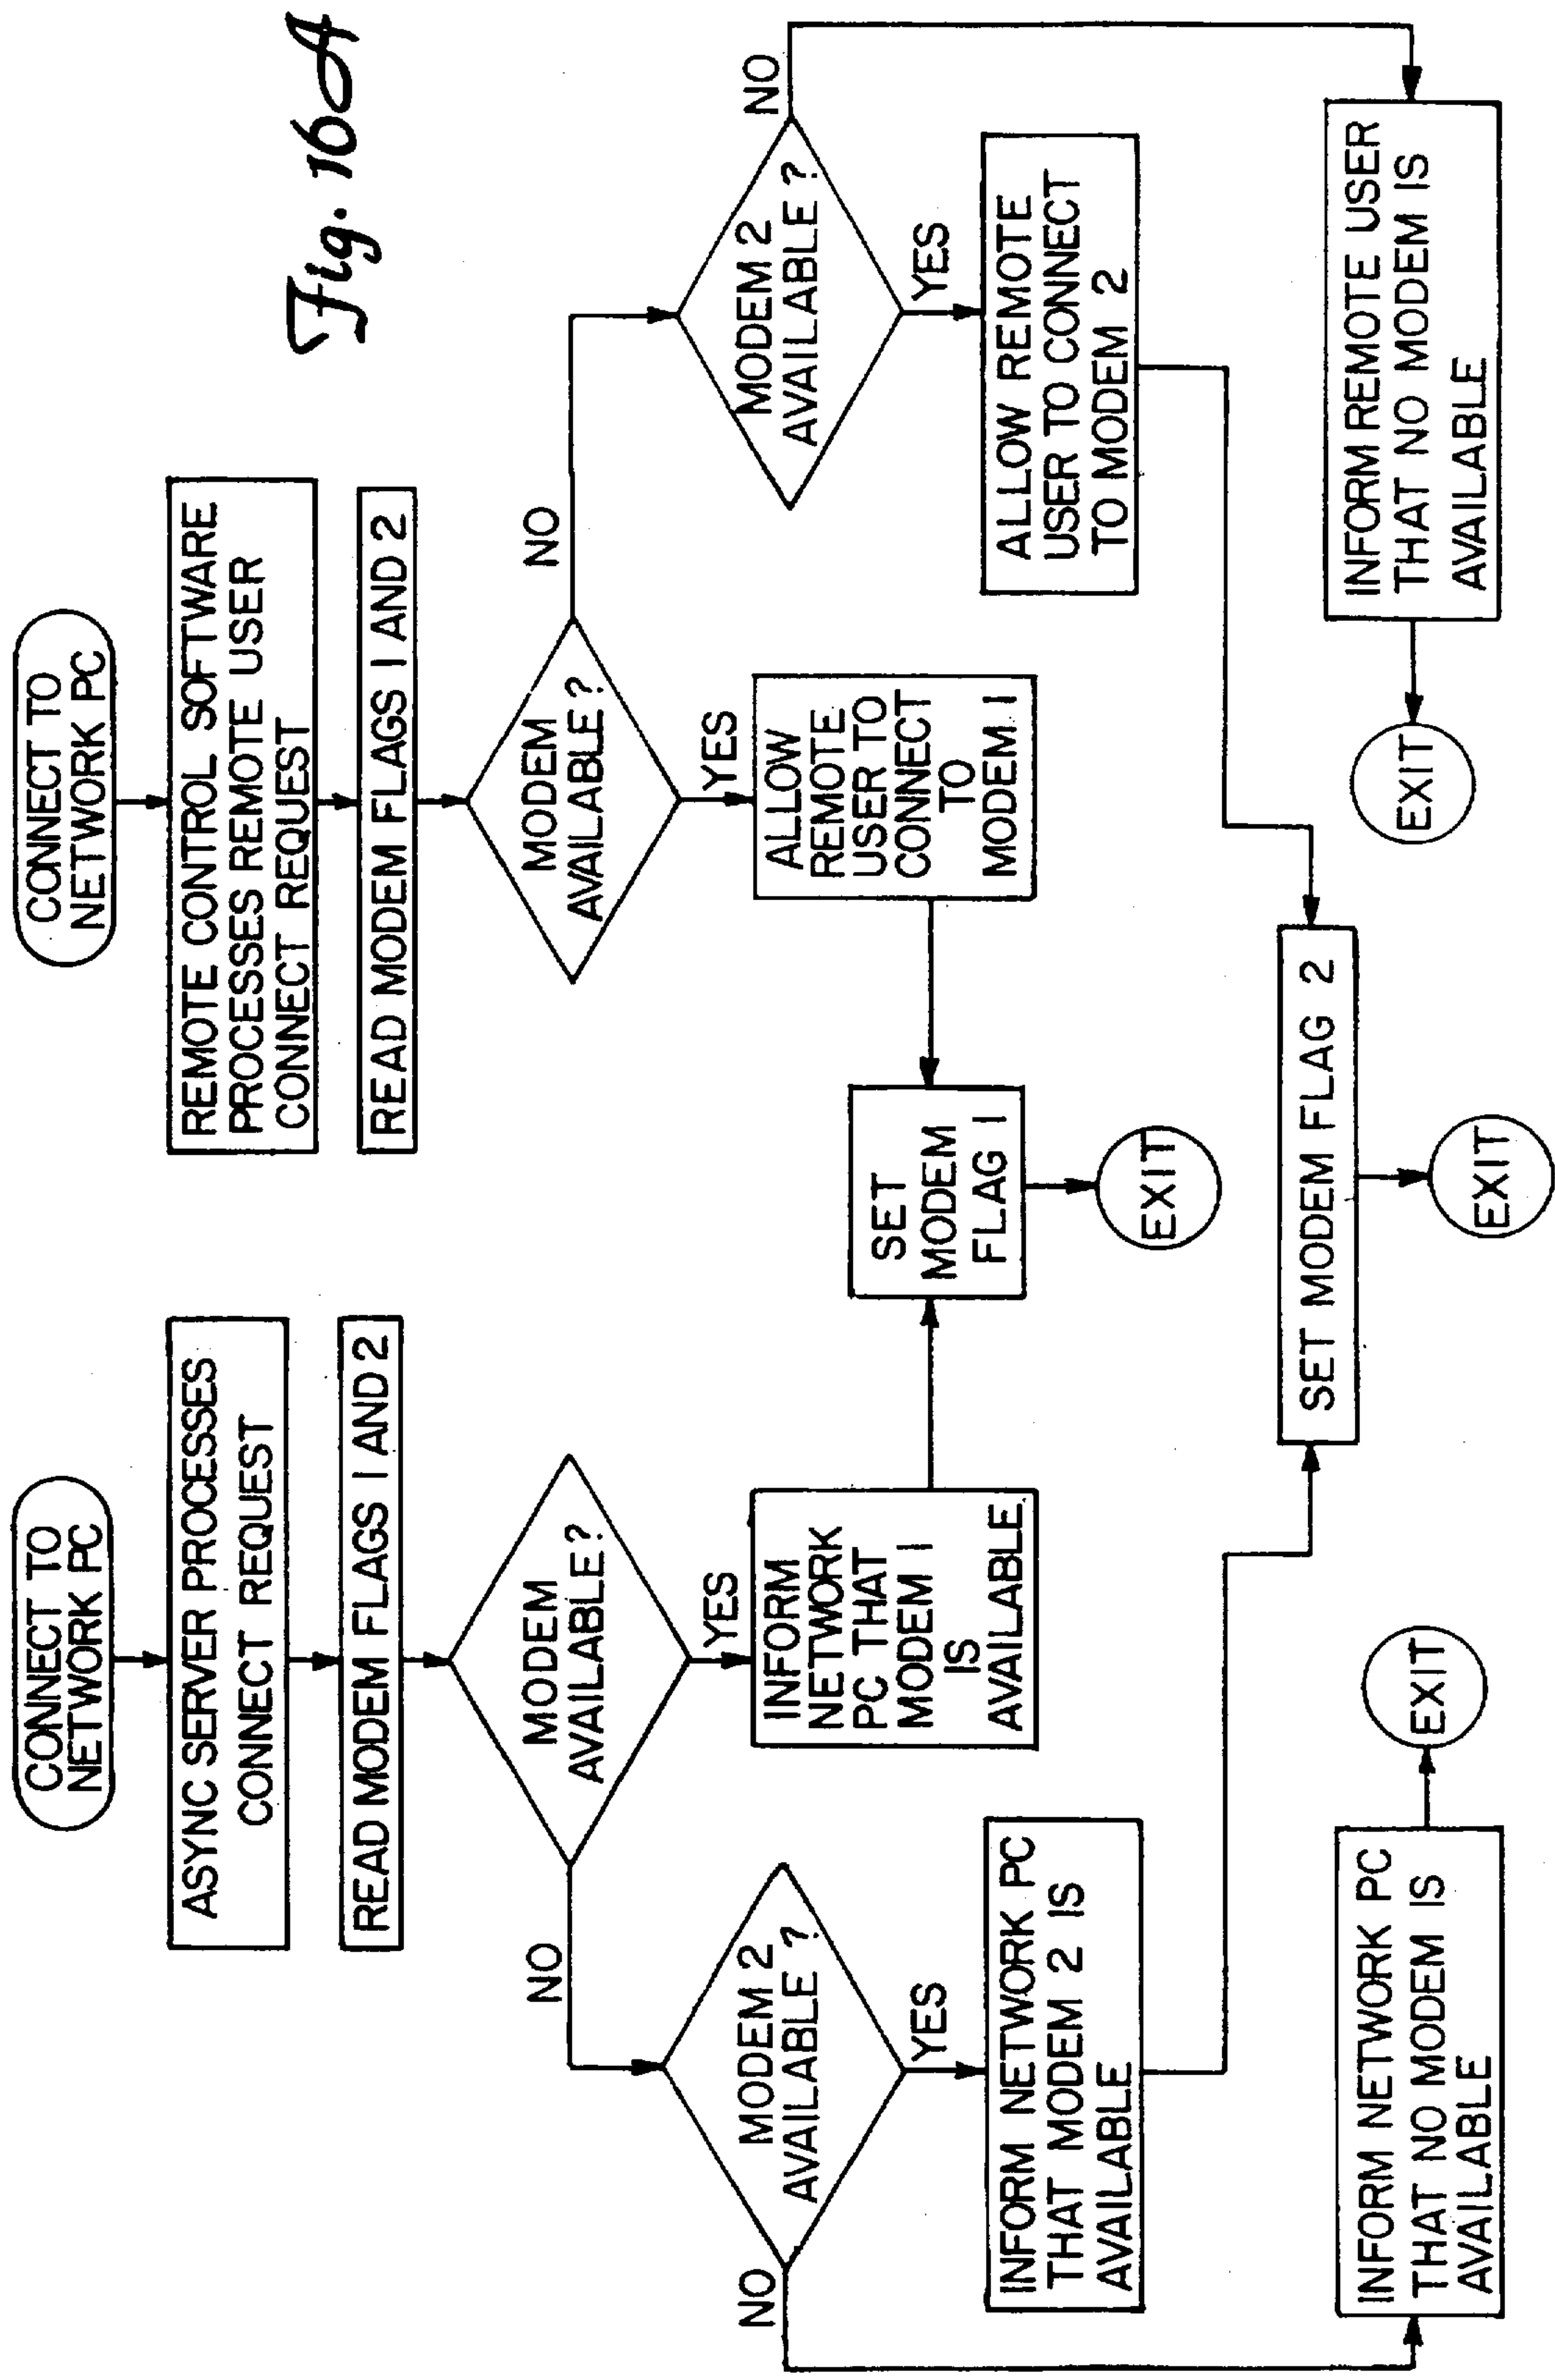 Fig. 16A
CONNECT TO
NETWORK PC
ASYNC SERVER PROCESSES
CONNECT REQUEST
READ MODEM FLAGS 1 AND 2
MODEM
AVAILABLE?
NO
YES
MODEM 2
AVAILABLE ?
NO
YES
INFORM
NETWORK
PC THAT
MODEM 1
IS
AVAILABLE
INFORM NETWORK PC
THAT MODEM 2 IS
AVAILABLE
INFORM NETWORK PC
THAT NO MODEM IS
AVAILABLE
EXIT
CONNECT TO
NETWORK PC
REMOTE CONTROL SOFTWARE
PROCESSES REMOTE USER
CONNECT REQUEST
READ MODEM FLAGS 1 AND 2
MODEM
AVAILABLE?
NO
YES
ALLOW
REMOTE
USER TO
CONNECT
TO
MODEM 1
SET
MODEM
FLAG 1
EXIT
MODEM 2
AVAILABLE ?
NO
YES
ALLOW REMOTE
USER TO CONNECT
TO MODEM 2
SET MODEM FLAG 2
EXIT
INFORM REMOTE USER
THAT NO MODEM IS
AVAILABLE
EXIT